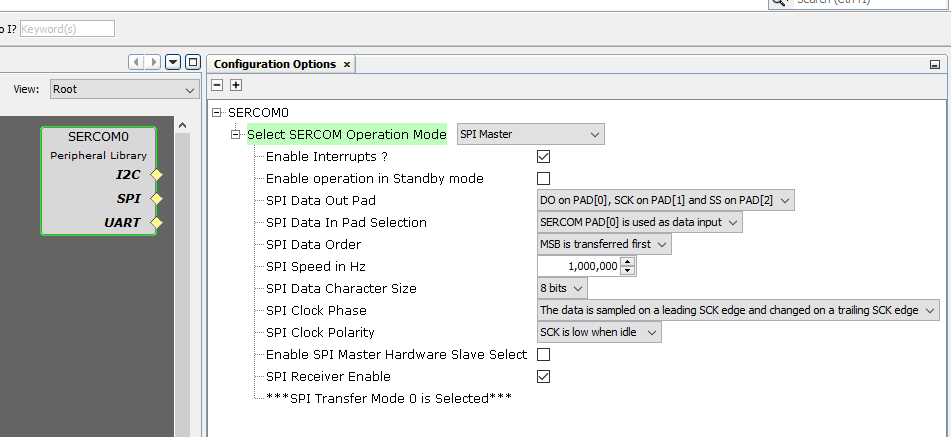 Search (Ctrl+I)
o I? Keyword(s)
View: Root
SERCOM0
Peripheral Library
I2C
SPI
UART
Configuration Options ×
SERCOM0
Select SERCOM Operation Mode SPI Master
Enable Interrupts ?
Enable operation in Standby mode
SPI Data Out Pad DO on PAD[0], SCK on PAD[1] and SS on PAD[2]
SPI Data In Pad Selection SERCOM PAD[0] is used as data input
SPI Data Order MSB is transferred first
SPI Speed in Hz 1,000,000
SPI Data Character Size 8 bits
SPI Clock Phase The data is sampled on a leading SCK edge and changed on a trailing SCK edge
SPI Clock Polarity SCK is low when idle
Enable SPI Master Hardware Slave Select
SPI Receiver Enable
***SPI Transfer Mode 0 is Selected***